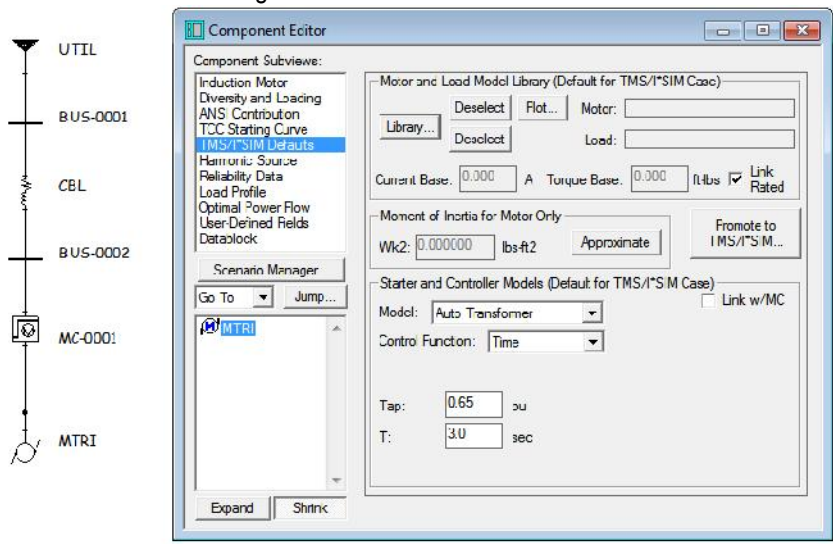 UTIL
BUS-0001
CBL
BUS-0002
MC-0001
MTRI
Component Editor
Component Subviews:
Induction Motor
Diversity and Loading
ANSI Contribution
TCC Starting Curve
TMS/I*SIM Defaults
Harmonic Source
Reliability Data
Load Profile
Optimal Power Flow
User-Defined Fields
Datablock
Scenario Manager
Go To Jump...
MTRI
Expand Shrink
Motor and Load Model Library (Default for TMS/I*SIM Case)
Library... Deselect Plot... Motor:
Deselect Load:
Current Base: 0.000 A Torque Base: 0.000 ft-lbs Link Rated
Moment of Inertia for Motor Only
Wk2: 0.000000 lbs-ft2 Approximate
Promote to
TMS/I*SIM...
Starter and Controller Models (Default for TMS/I*SIM Case)
Link w/MC
Model: Auto Transformer
Control Function: Time
Tap: 0.65 pu
T: 3.0 sec